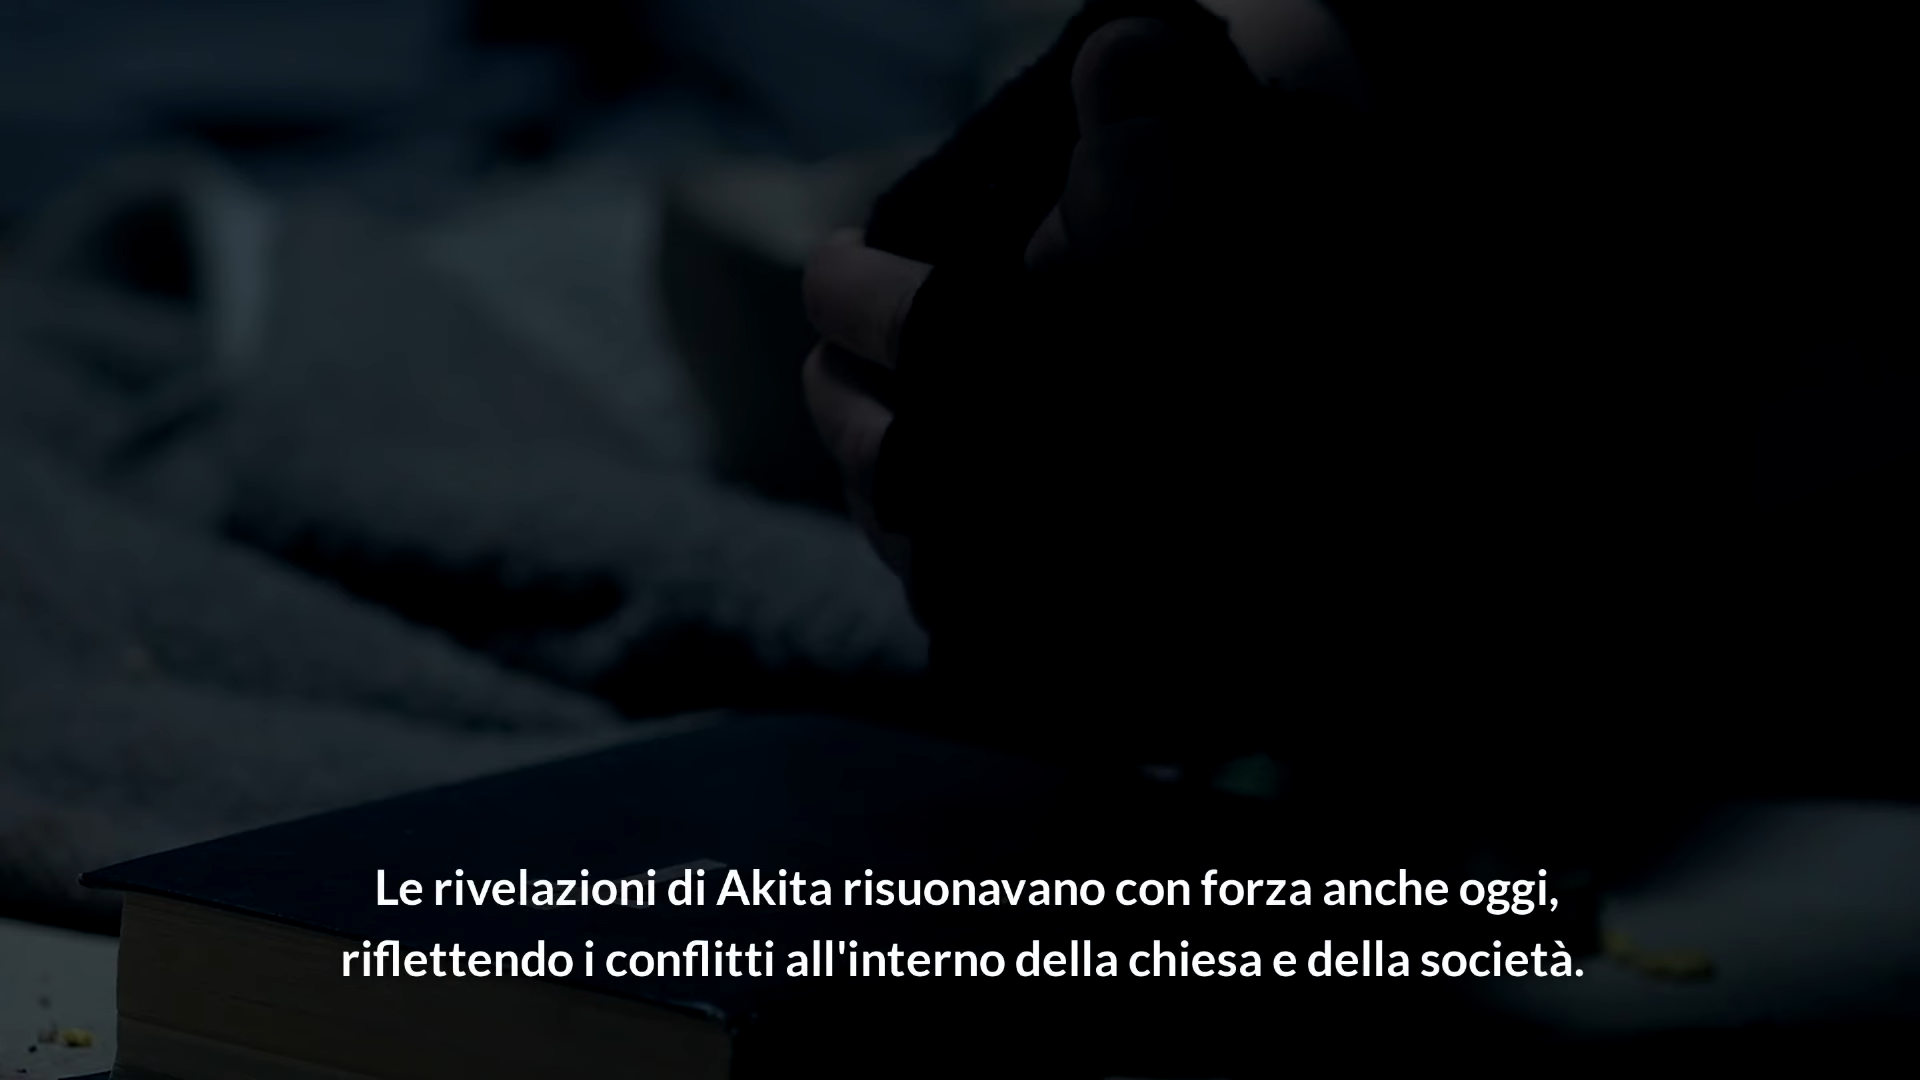 Le rivelazioni di Akita risuonavano con forza anche oggi,
riflettendo i conflitti all'interno della chiesa e della società.